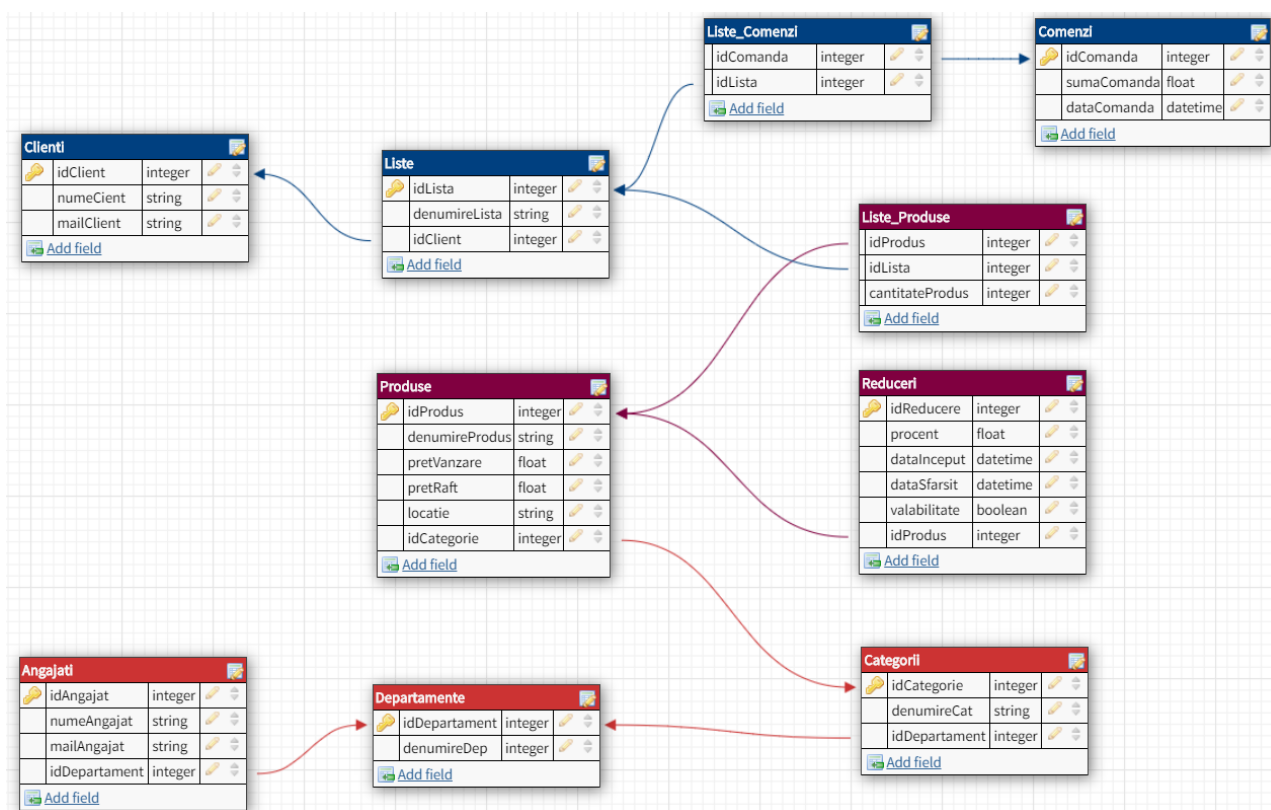 Liste_Comenzi
idComanda integer
idLista integer
Add field
Comenzi
idComanda integer
sumaComanda float
dataComanda datetime
Add field
Clienti
idClient integer
numeCient string
mailClient string
Add field
Liste
idLista integer
denumireLista string
idClient integer
Add field
Liste_Produse
idProdus integer
idLista integer
cantitateProdus integer
Add field
Produse
idProdus integer
denumireProdus string
pretVanzare float
pretRaft float
locatie string
idCategorie integer
Add field
Reduceri
idReducere integer
procent float
dataInceput datetime
dataSfarsit datetime
valabilitate boolean
idProdus integer
Add field
Angajati
idAngajat integer
numeAngajat string
mailAngajat string
idDepartament integer
Add field
Departamente
idDepartament integer
denumireDep integer
Add field
Categorii
idCategorie integer
denumireCat string
idDepartament integer
Add field